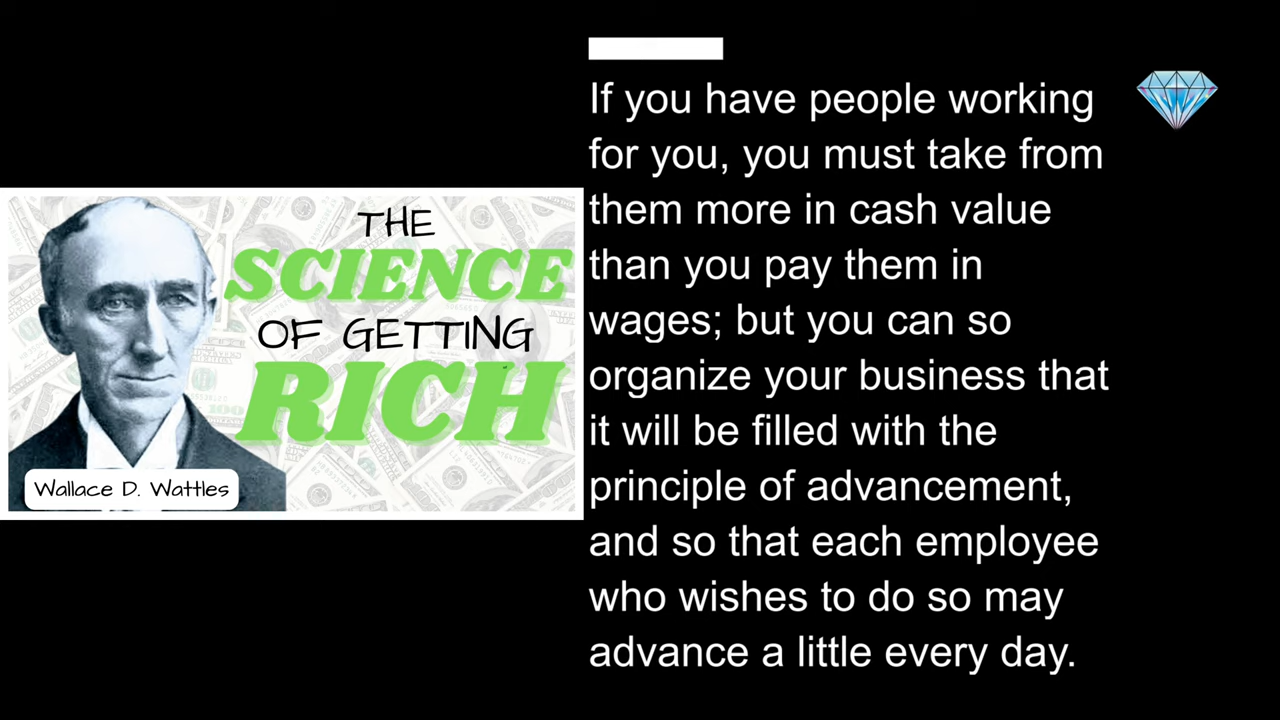 THE
SCIENCE
OF GETTING
RICH
Wallace D. Wattles
If you have people working
for you, you must take from
them more in cash value
than you pay them in
wages; but you can so
organize your business that
it will be filled with the
principle of advancement,
and so that each employee
who wishes to do so may
advance a little every day.